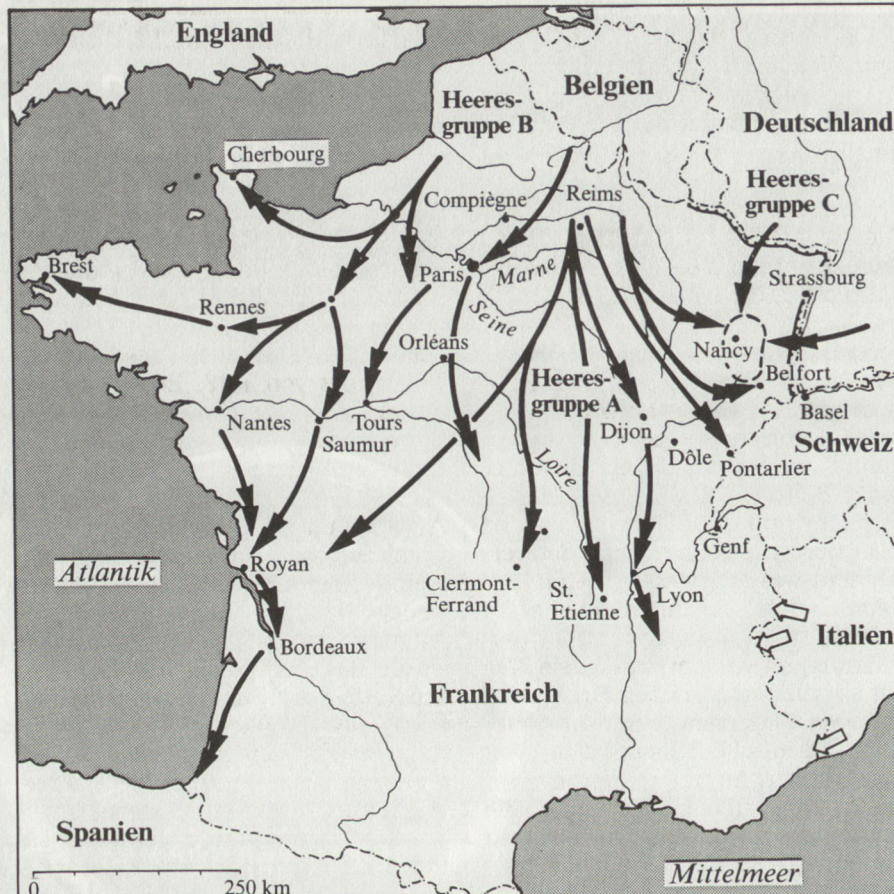 England
Belgien
Heeres-
gruppe B
Deutschland
Cherbourg
Heeres-
gruppe C
Compiègne
Reims
Brest
Paris
Marne
Strassburg
Rennes
Seine
Orléans
Nancy
Heeres-
gruppe A
Belfort
Nantes
Tours
Dijon
Basel
Saumur
Dôle
Schweiz
Pontarlier
Loire
Genf
Atlantik
Royan
Clermont-
Ferrand
St.
Etienne
Lyon
Bordeaux
Italien
Frankreich
Spanien
Mittelmeer
0 250 km